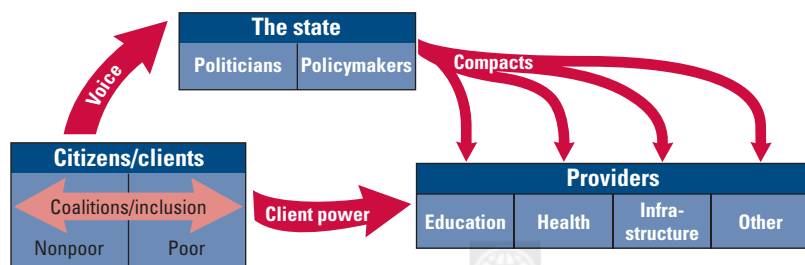 The state
Politicians
Policymakers
Voice
Compacts
Citizens/clients
Coalitions/inclusion
Nonpoor
Poor
Client power
Providers
Education
Health
Infra-
structure
Other